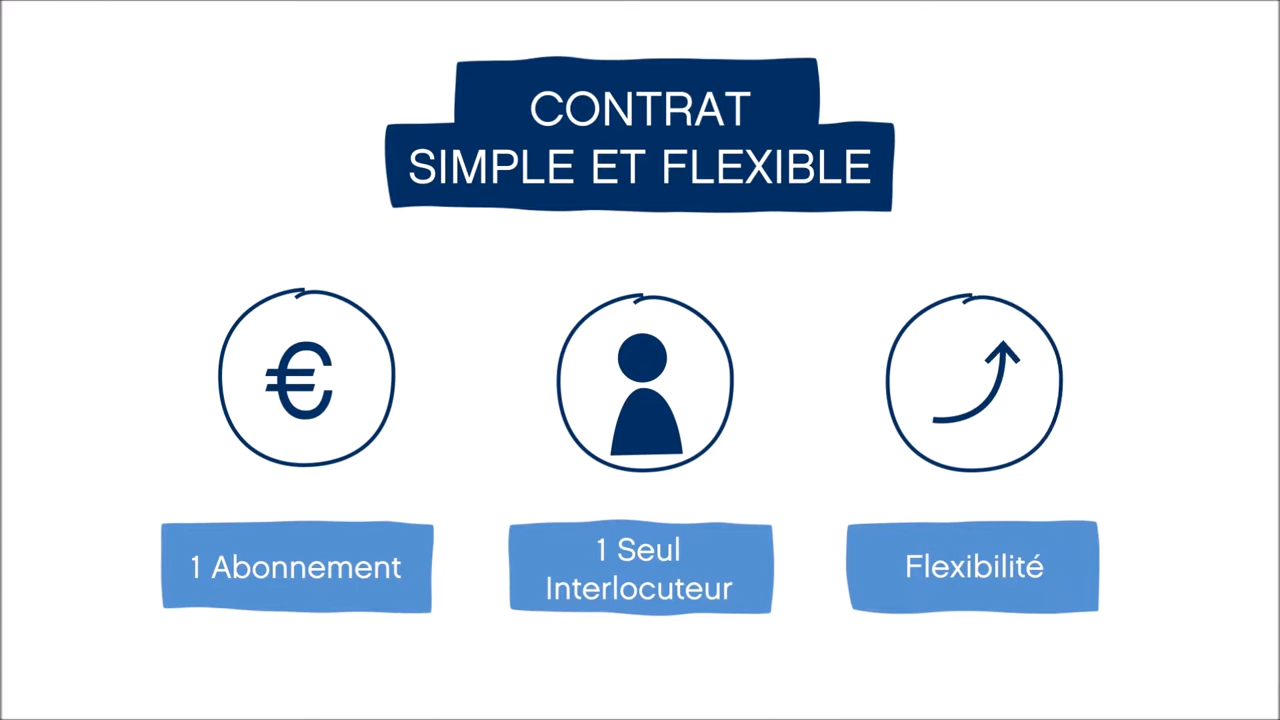 CONTRAT
SIMPLE ET FLEXIBLE
€
1 Abonnement
1 Seul
Interlocuteur
Flexibilité